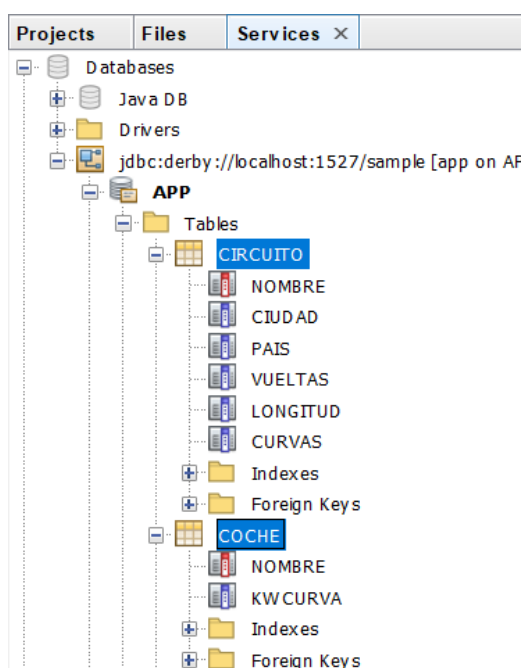 Projects Files Services ×
Databases
Java DB
Drivers
jdbc:derby://localhost:1527/sample [app on AP
APP
Tables
CIRCUITO
NOMBRE
CIUDAD
PAIS
VUELTAS
LONGITUD
CURVAS
Indexes
Foreign Keys
COCHE
NOMBRE
KWCURVA
Indexes
Foreign Keys